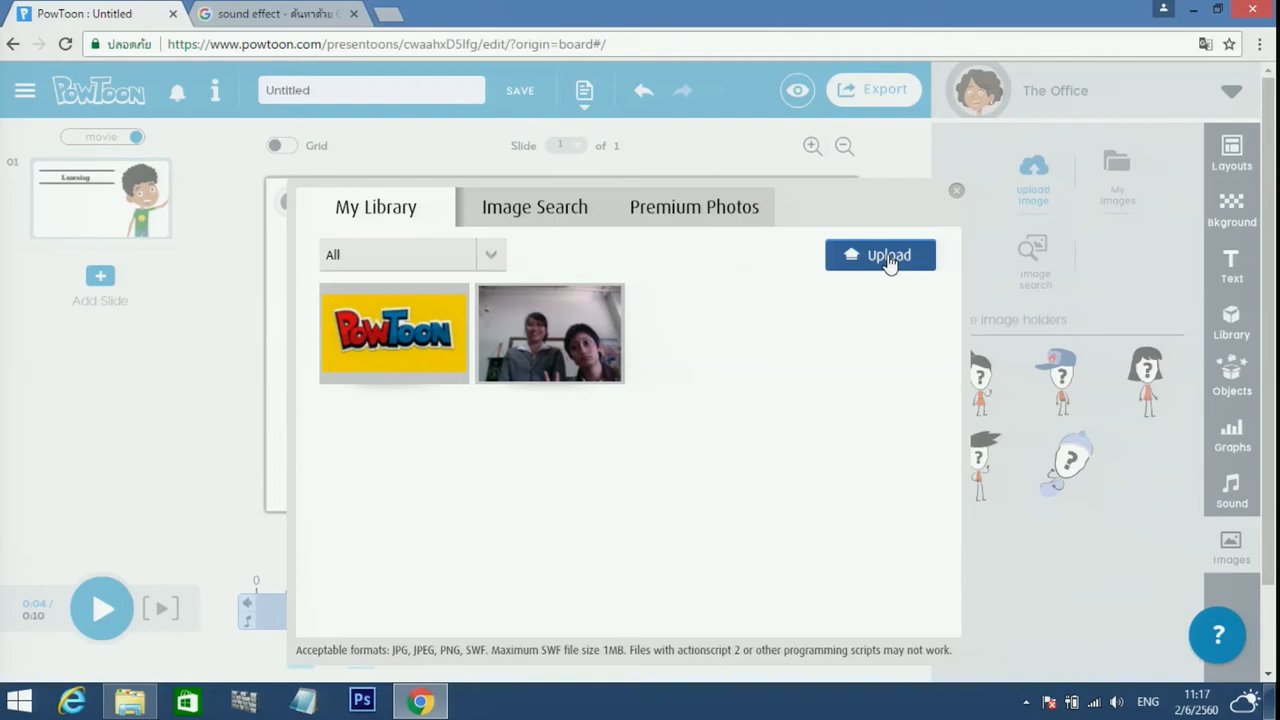 PowToon : Untitled
sound effect - ค้นหาด้วย
ปลอดภัย https://www.powtoon.com/presentoons/cwaahxD5lfg/edit/?origin=board#/
POWTOON
Untitled
SAVE
Export
The Office
movie
Grid
Slide 1 of 1
01
Learning
Add Slide
My Library
Image Search
Premium Photos
All
Upload
POWTOON
upload image
My images
image search
e image holders
Layouts
Bkground
Text
Library
Objects
Graphs
Sound
Images
0:04 / 0:10
0
Acceptable formats: JPG, JPEG, PNG, SWF. Maximum SWF file size 1MB. Files with actionscript 2 or other programming scripts may not work.
?
Ps
ENG
11:17
2/6/2560